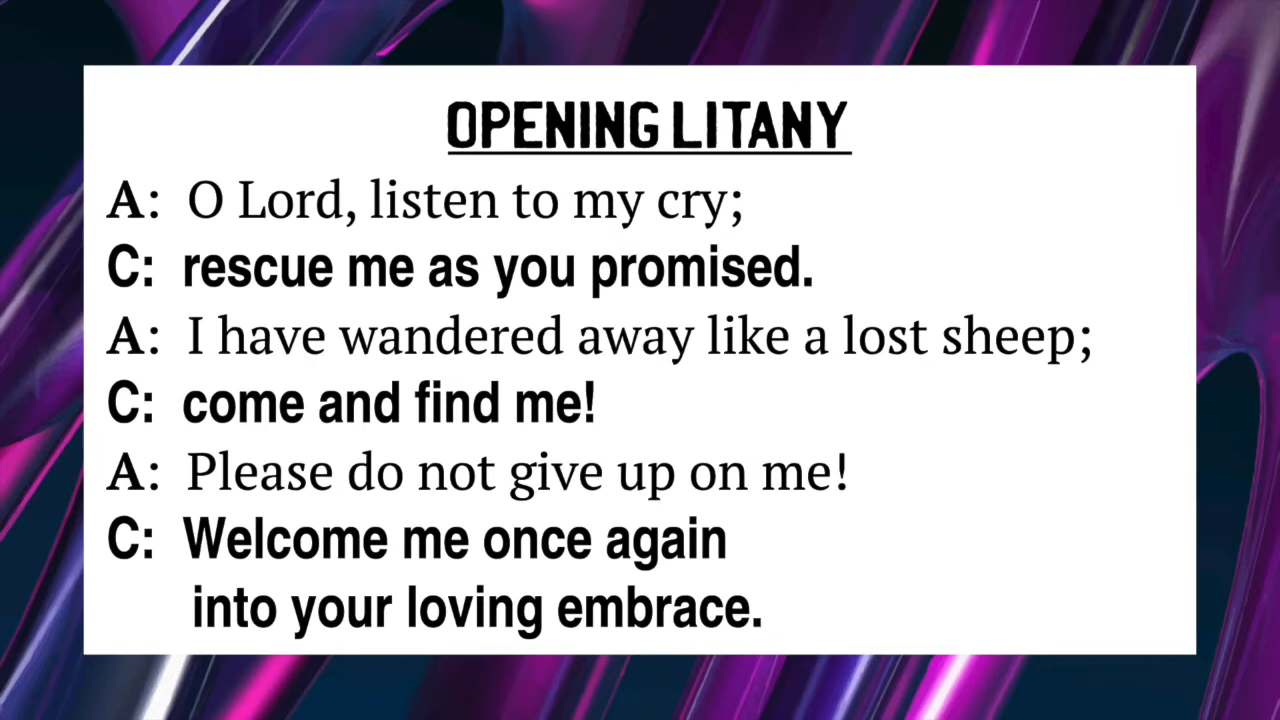 OPENING LITANY
A: O Lord, listen to my cry;
C: rescue me as you promised.
A: I have wandered away like a lost sheep;
C: come and find me!
A: Please do not give up on me!
C: Welcome me once again
into your loving embrace.